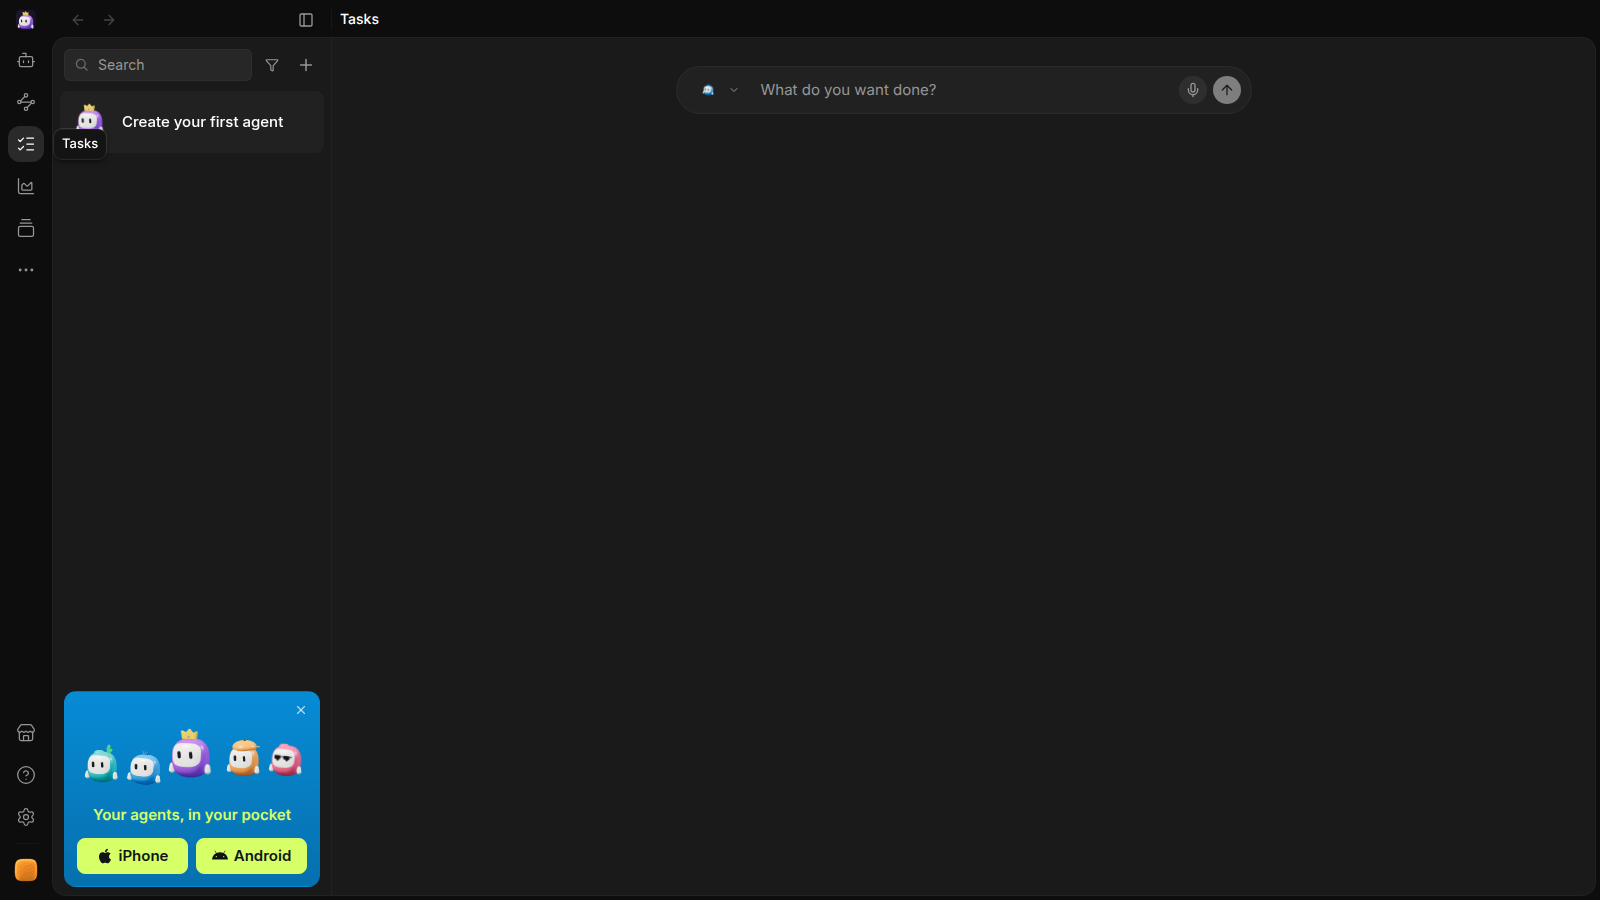 Tasks
Search
Create your first agent
Tasks
What do you want done?
Your agents, in your pocket
iPhone
Android